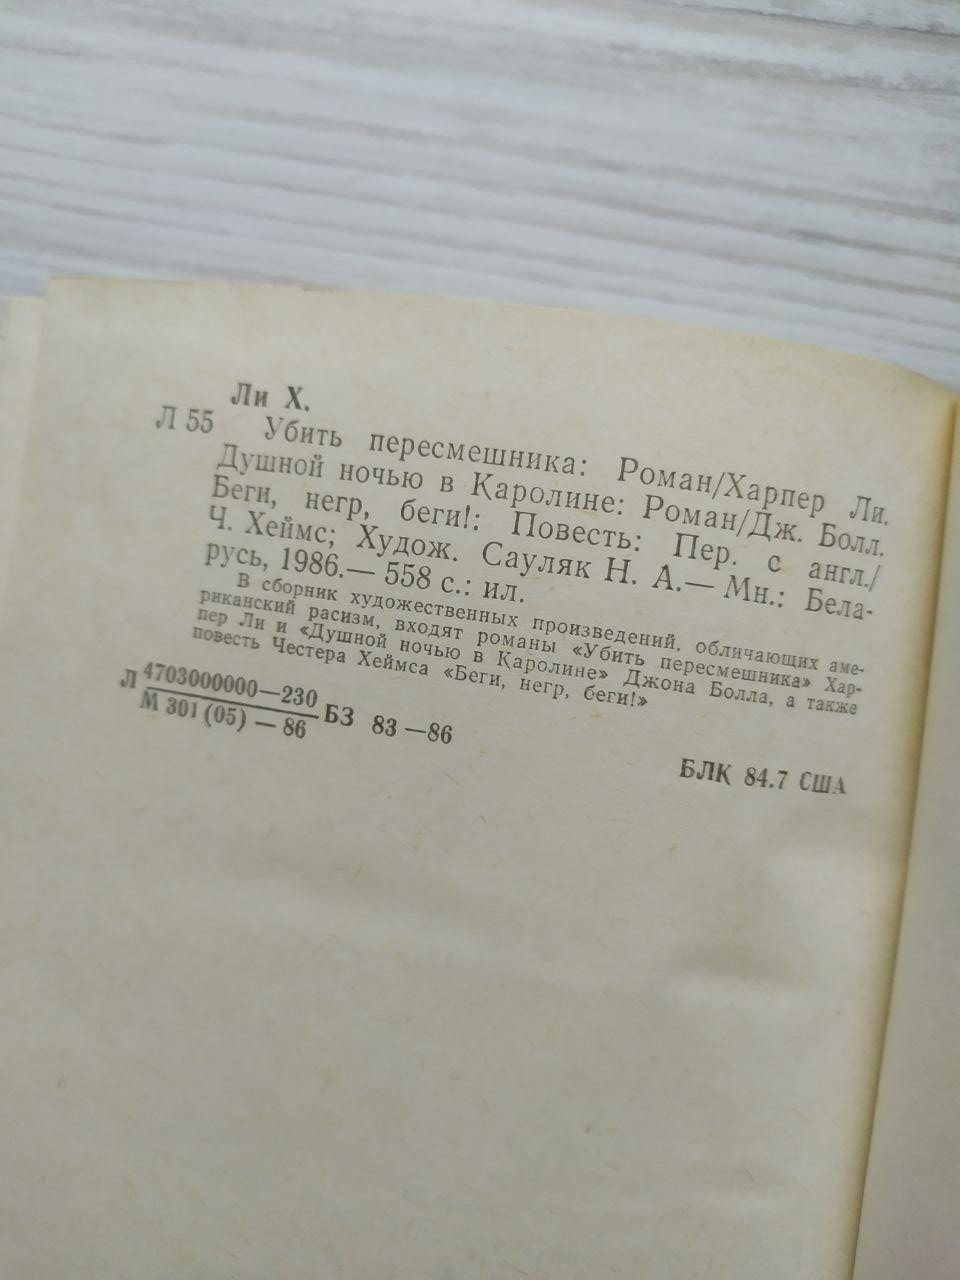 Ли Х.
Л 55 Убить пересмешника: Роман/Харпер Ли.
Душной ночью в Каролине: Роман/Дж. Болл.
Беги, негр, беги!: Повесть: Пер. с англ./
Ч. Хеймс; Худож. Сауляк Н. А.— Мн.: Бела-
русь, 1986.— 558 с.: ил.
В сборник художественных произведений, обличающих аме-
риканский расизм, входят романы «Убить пересмешника» Хар-
пер Ли и «Душной ночью в Каролине» Джона Болла, а также
повесть Честера Хеймса «Беги, негр, беги!»
Л 4703000000—230
М 301 (05) — 86 БЗ 83 —86
БЛК 84.7 США